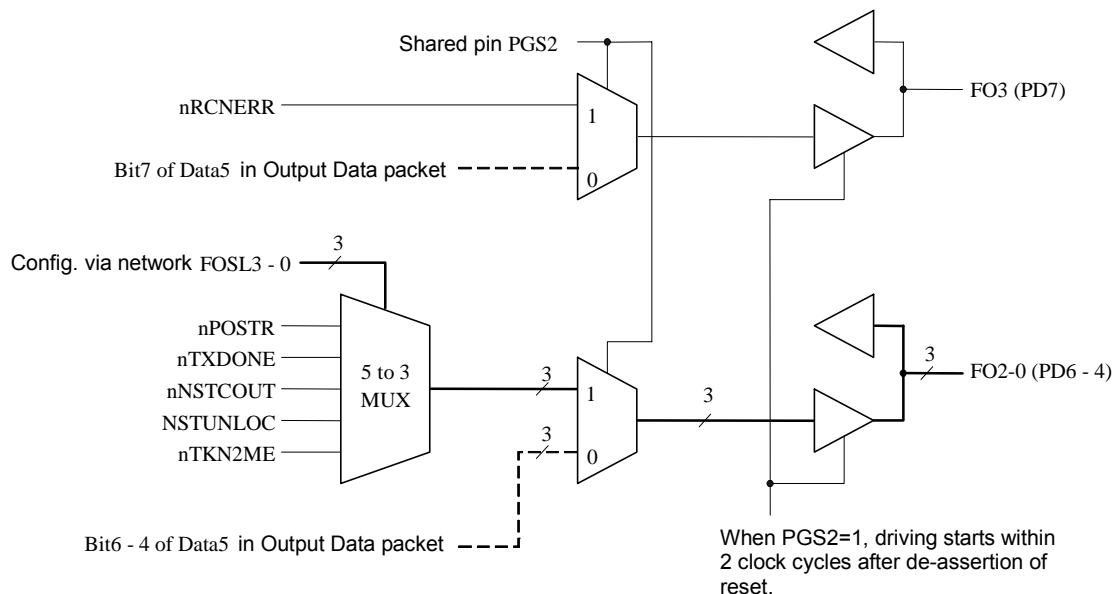 Shared pin PGS2
nRCNERR
1
FO3 (PD7)
Bit7 of Data5 in Output Data packet
0
3
Config. via network FOSL3 - 0
nPOSTR
nTXDONE
nNSTCOUT
NSTUNLOC
nTKN2ME
5 to 3
MUX
3
1
3
0
3
3
FO2-0 (PD6 - 4)
Bit6 - 4 of Data5 in Output Data packet
When PGS2=1, driving starts within
2 clock cycles after de-assertion of
reset.